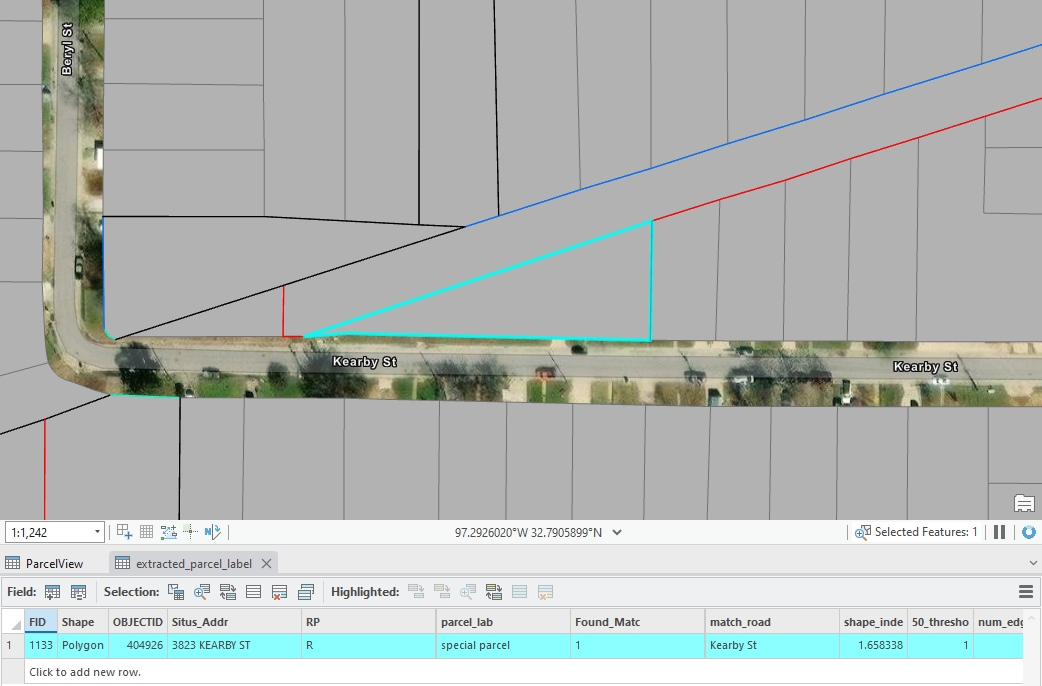 Beryl St
Kearby St
Kearby St
1:1,242
97.2926020°W 32.7905899°N
Selected Features: 1
ParcelView
extracted_parcel_label
Field:
Selection:
Highlighted:
FID Shape OBJECTID Situs_Addr RP parcel_lab Found_Matc match_road shape_inde 50_thresho num_edg
1 1133 Polygon 404926 3823 KEARBY ST R special parcel 1 Kearby St 1.658338 1
Click to add new row.